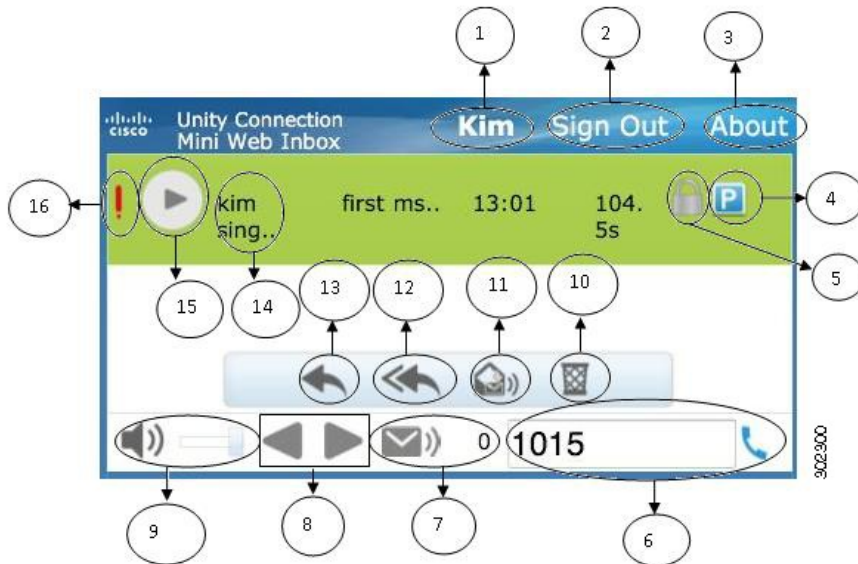 1
2
3
CISCO
Unity Connection
Mini Web Inbox
Kim
Sign Out
About
16
kim
sing..
first ms..
13:01
104.
5s
P
4
5
15
14
13
12
11
10
0
1015
302300
9
8
7
6